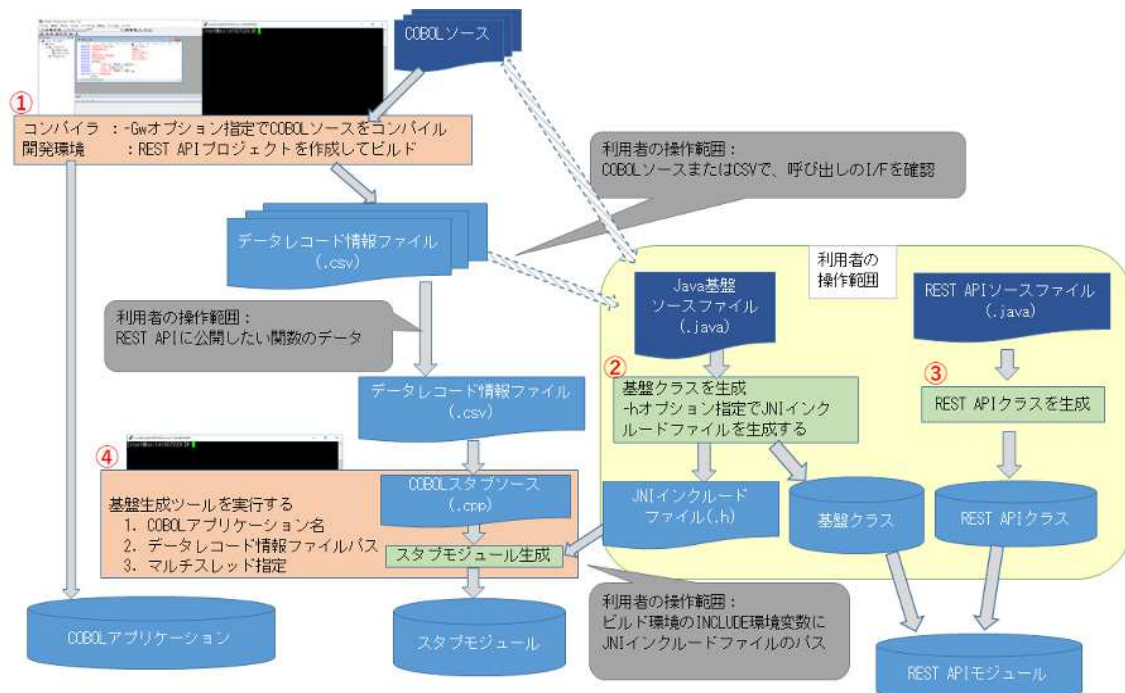 COBOLソース
①
コンパイラ :-Gwオプション指定でCOBOLソースをコンパイル
開発環境 :REST APIプロジェクトを作成してビルド
利用者の操作範囲:
COBOLソースまたはCSVで、呼び出しのI/Fを確認
データレコード情報ファイル
(.csv)
利用者の
操作範囲
Java基盤
ソースファイル
(.java)
REST APIソースファイル
(.java)
利用者の操作範囲:
REST APIに公開したい関数のデータ
②
基盤クラスを生成
-hオプション指定でJNIインク
ルードファイルを生成する
③
REST APIクラスを生成
データレコード情報ファイル
(.csv)
④
基盤生成ツールを実行する
1. COBOLアプリケーション名
2. データレコード情報ファイルパス
3. マルチスレッド指定
COBOLスタブソース
(.cpp)
スタブモジュール生成
JNIインクルード
ファイル(.h)
基盤クラス
REST APIクラス
利用者の操作範囲:
ビルド環境のINCLUDE環境変数に
JNIインクルードファイルのパス
COBOLアプリケーション
スタブモジュール
REST APIモジュール